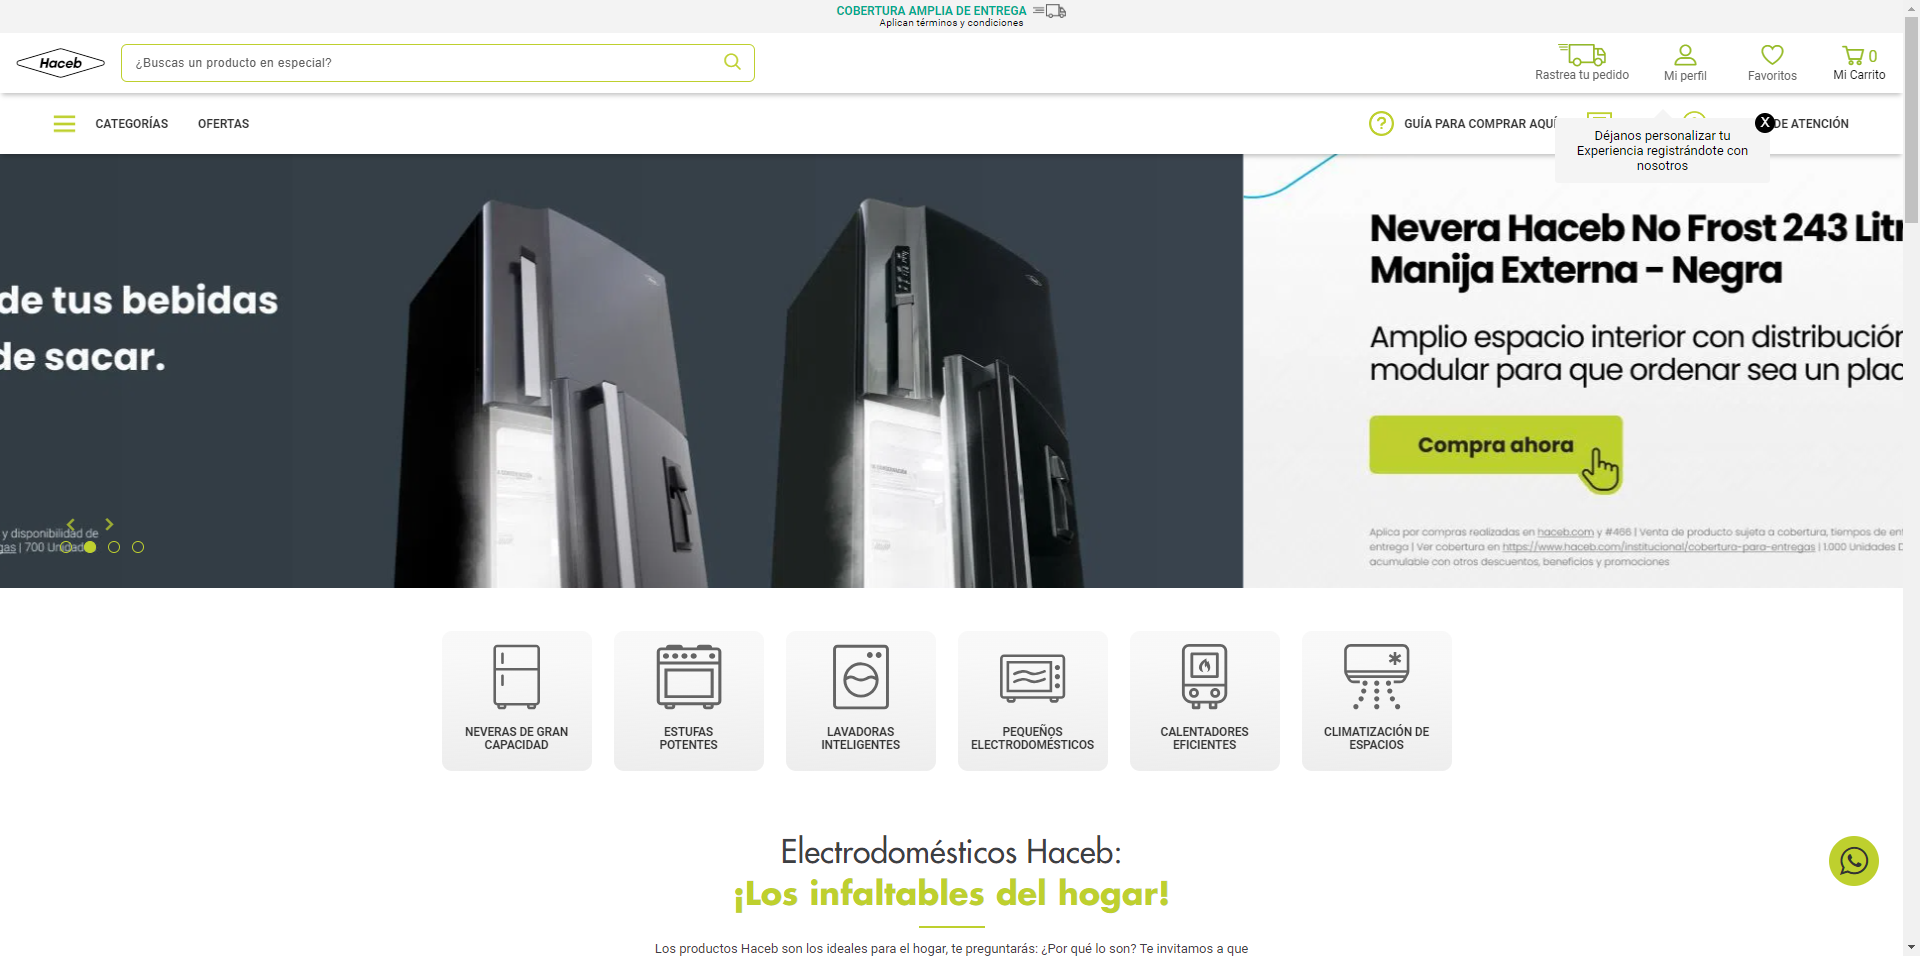 COBERTURA AMPLIA DE ENTREGA
Aplican términos y condiciones
Haceb
¿Buscas un producto en especial?
Rastrea tu pedido
Mi perfil
Favoritos
0
Mi Carrito
CATEGORÍAS
OFERTAS
GUÍA PARA COMPRAR AQUÍ
DE ATENCIÓN
X
Déjanos personalizar tu
Experiencia registrándote con
nosotros
de tus bebidas
de sacar.
y disponibilidad de
gas | 700 Unidades
Nevera Haceb No Frost 243 Litr
Manija Externa - Negra
Amplio espacio interior con distribución
modular para que ordenar sea un plac
Compra ahora
Aplica por compras realizadas en haceb.com y #466 | Venta de producto sujeta a cobertura, tiempos de en
entrega | Ver cobertura en https://www.haceb.com/institucional/cobertura-para-entregas | 1.000 Unidades D
acumulable con otros descuentos, beneficios y promociones
NEVERAS DE GRAN
CAPACIDAD
ESTUFAS
POTENTES
LAVADORAS
INTELIGENTES
PEQUEÑOS
ELECTRODOMÉSTICOS
CALENTADORES
EFICIENTES
CLIMATIZACIÓN DE
ESPACIOS
Electrodomésticos Haceb:
¡Los infaltables del hogar!
Los productos Haceb son los ideales para el hogar, te preguntarás: ¿Por qué lo son? Te invitamos a que